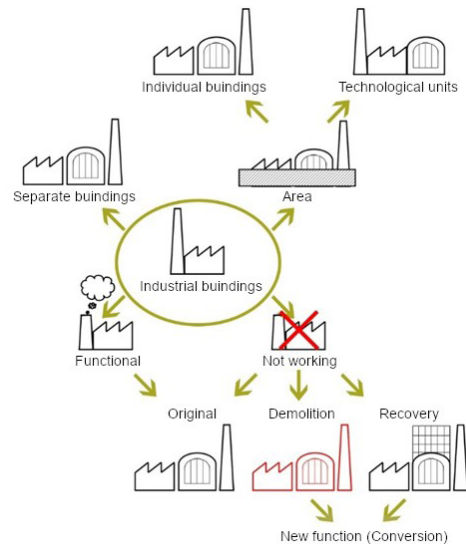 Individual buindings
Technological units
Separate buindings
Area
Industrial buindings
Functional
Not working
Original
Demolition
Recovery
New function (Conversion)